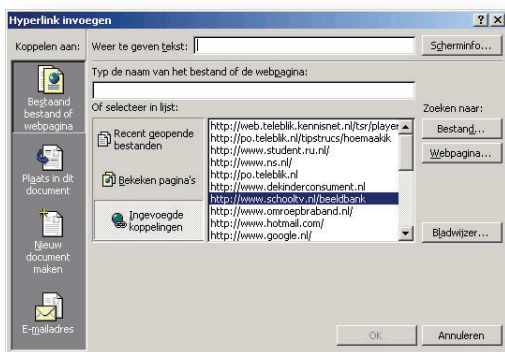 Hyperlink invoegen
Koppelen aan:
Weer te geven tekst:
Scherminfo...
Bestaand
bestand of
webpagina
Plaats in dit
document
Nieuw
document
maken
E-mailadres
Typ de naam van het bestand of de webpagina:
Of selecteer in lijst:
Recent geopende
bestanden
Bekeken pagina's
Ingevoegde
koppelingen
http://web.teleblik.kennisnet.nl/tsr/player
http://po.teleblik.nl/tipstrucs/hoemaakik
http://www.student.ru.nl/
http://www.ns.nl/
http://po.teleblik.nl
http://www.dekinderconsument.nl
http://www.schooltv.nl/beeldbank
http://www.omroepbraband.nl/
http://www.hotmail.com/
http://www.google.nl/
Zoeken naar:
Bestand...
Webpagina...
Bladwijzer...
OK
Annuleren